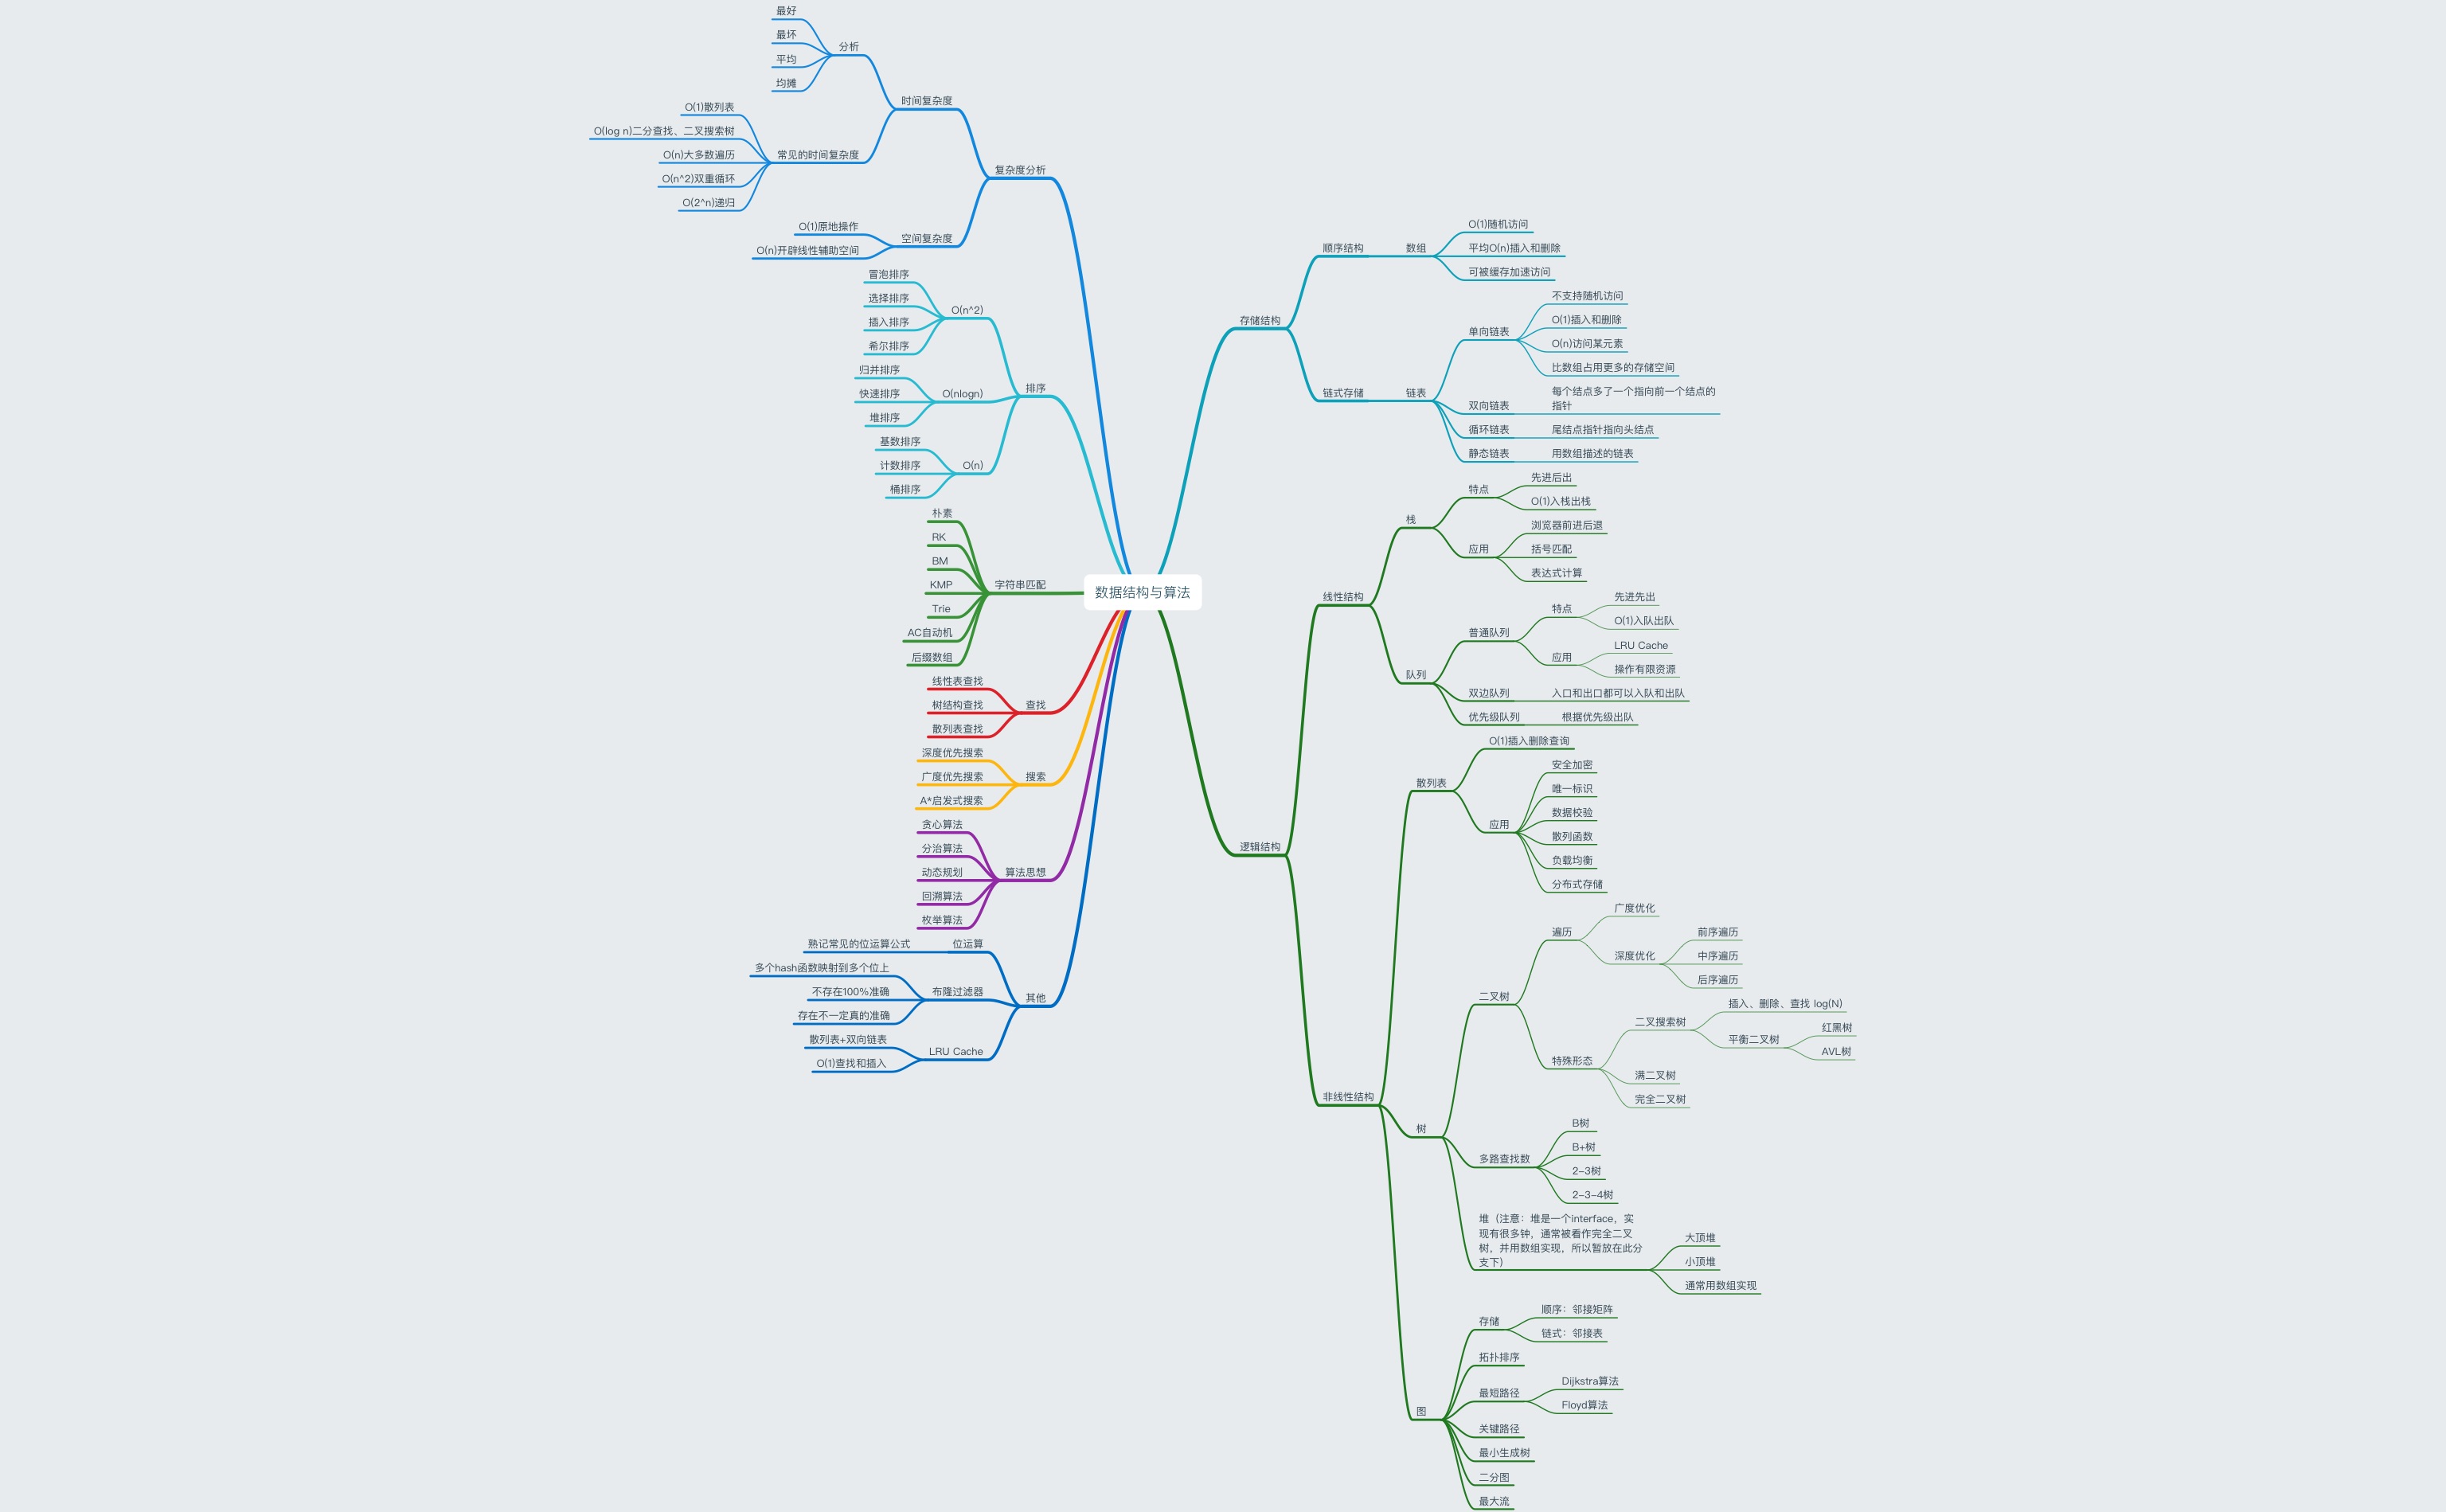 数据结构与算法
复杂度分析
时间复杂度
分析
最好
最坏
平均
均摊
常见的时间复杂度
O(1)散列表
O(log n)二分查找、二叉搜索树
O(n)大多数遍历
O(n^2)双重循环
O(2^n)递归
空间复杂度
O(1)原地操作
O(n)开辟线性辅助空间
排序
O(n^2)
冒泡排序
选择排序
插入排序
希尔排序
O(nlogn)
归并排序
快速排序
堆排序
O(n)
基数排序
计数排序
桶排序
字符串匹配
朴素
RK
BM
KMP
Trie
AC自动机
后缀数组
查找
线性表查找
树结构查找
散列表查找
搜索
深度优先搜索
广度优先搜索
A*启发式搜索
算法思想
贪心算法
分治算法
动态规划
回溯算法
枚举算法
其他
位运算
熟记常见的位运算公式
布隆过滤器
多个hash函数映射到多个位上
不存在100%准确
存在不一定真的准确
LRU Cache
散列表+双向链表
O(1)查找和插入
存储结构
顺序结构
数组
O(1)随机访问
平均O(n)插入和删除
可被缓存加速访问
链式存储
链表
单向链表
不支持随机访问
O(1)插入和删除
O(n)访问某元素
比数组占用更多的存储空间
双向链表
每个结点多了一个指向前一个结点的
指针
循环链表
尾结点指针指向头结点
静态链表
用数组描述的链表
逻辑结构
线性结构
栈
特点
先进后出
O(1)入栈出栈
应用
浏览器前进后退
括号匹配
表达式计算
队列
普通队列
特点
先进先出
O(1)入队出队
应用
LRU Cache
操作有限资源
双边队列
入口和出口都可以入队和出队
优先级队列
根据优先级出队
非线性结构
散列表
O(1)插入删除查询
应用
安全加密
唯一标识
数据校验
散列函数
负载均衡
分布式存储
树
二叉树
遍历
广度优化
深度优化
前序遍历
中序遍历
后序遍历
特殊形态
二叉搜索树
插入、删除、查找 log(N)
平衡二叉树
红黑树
AVL树
满二叉树
完全二叉树
多路查找数
B树
B+树
2-3树
2-3-4树
堆（注意：堆是一个interface，实
现有很多钟，通常被看作完全二叉
树，并用数组实现，所以暂放在此分
支下）
大顶堆
小顶堆
通常用数组实现
图
存储
顺序：邻接矩阵
链式：邻接表
拓扑排序
最短路径
Dijkstra算法
Floyd算法
关键路径
最小生成树
二分图
最大流